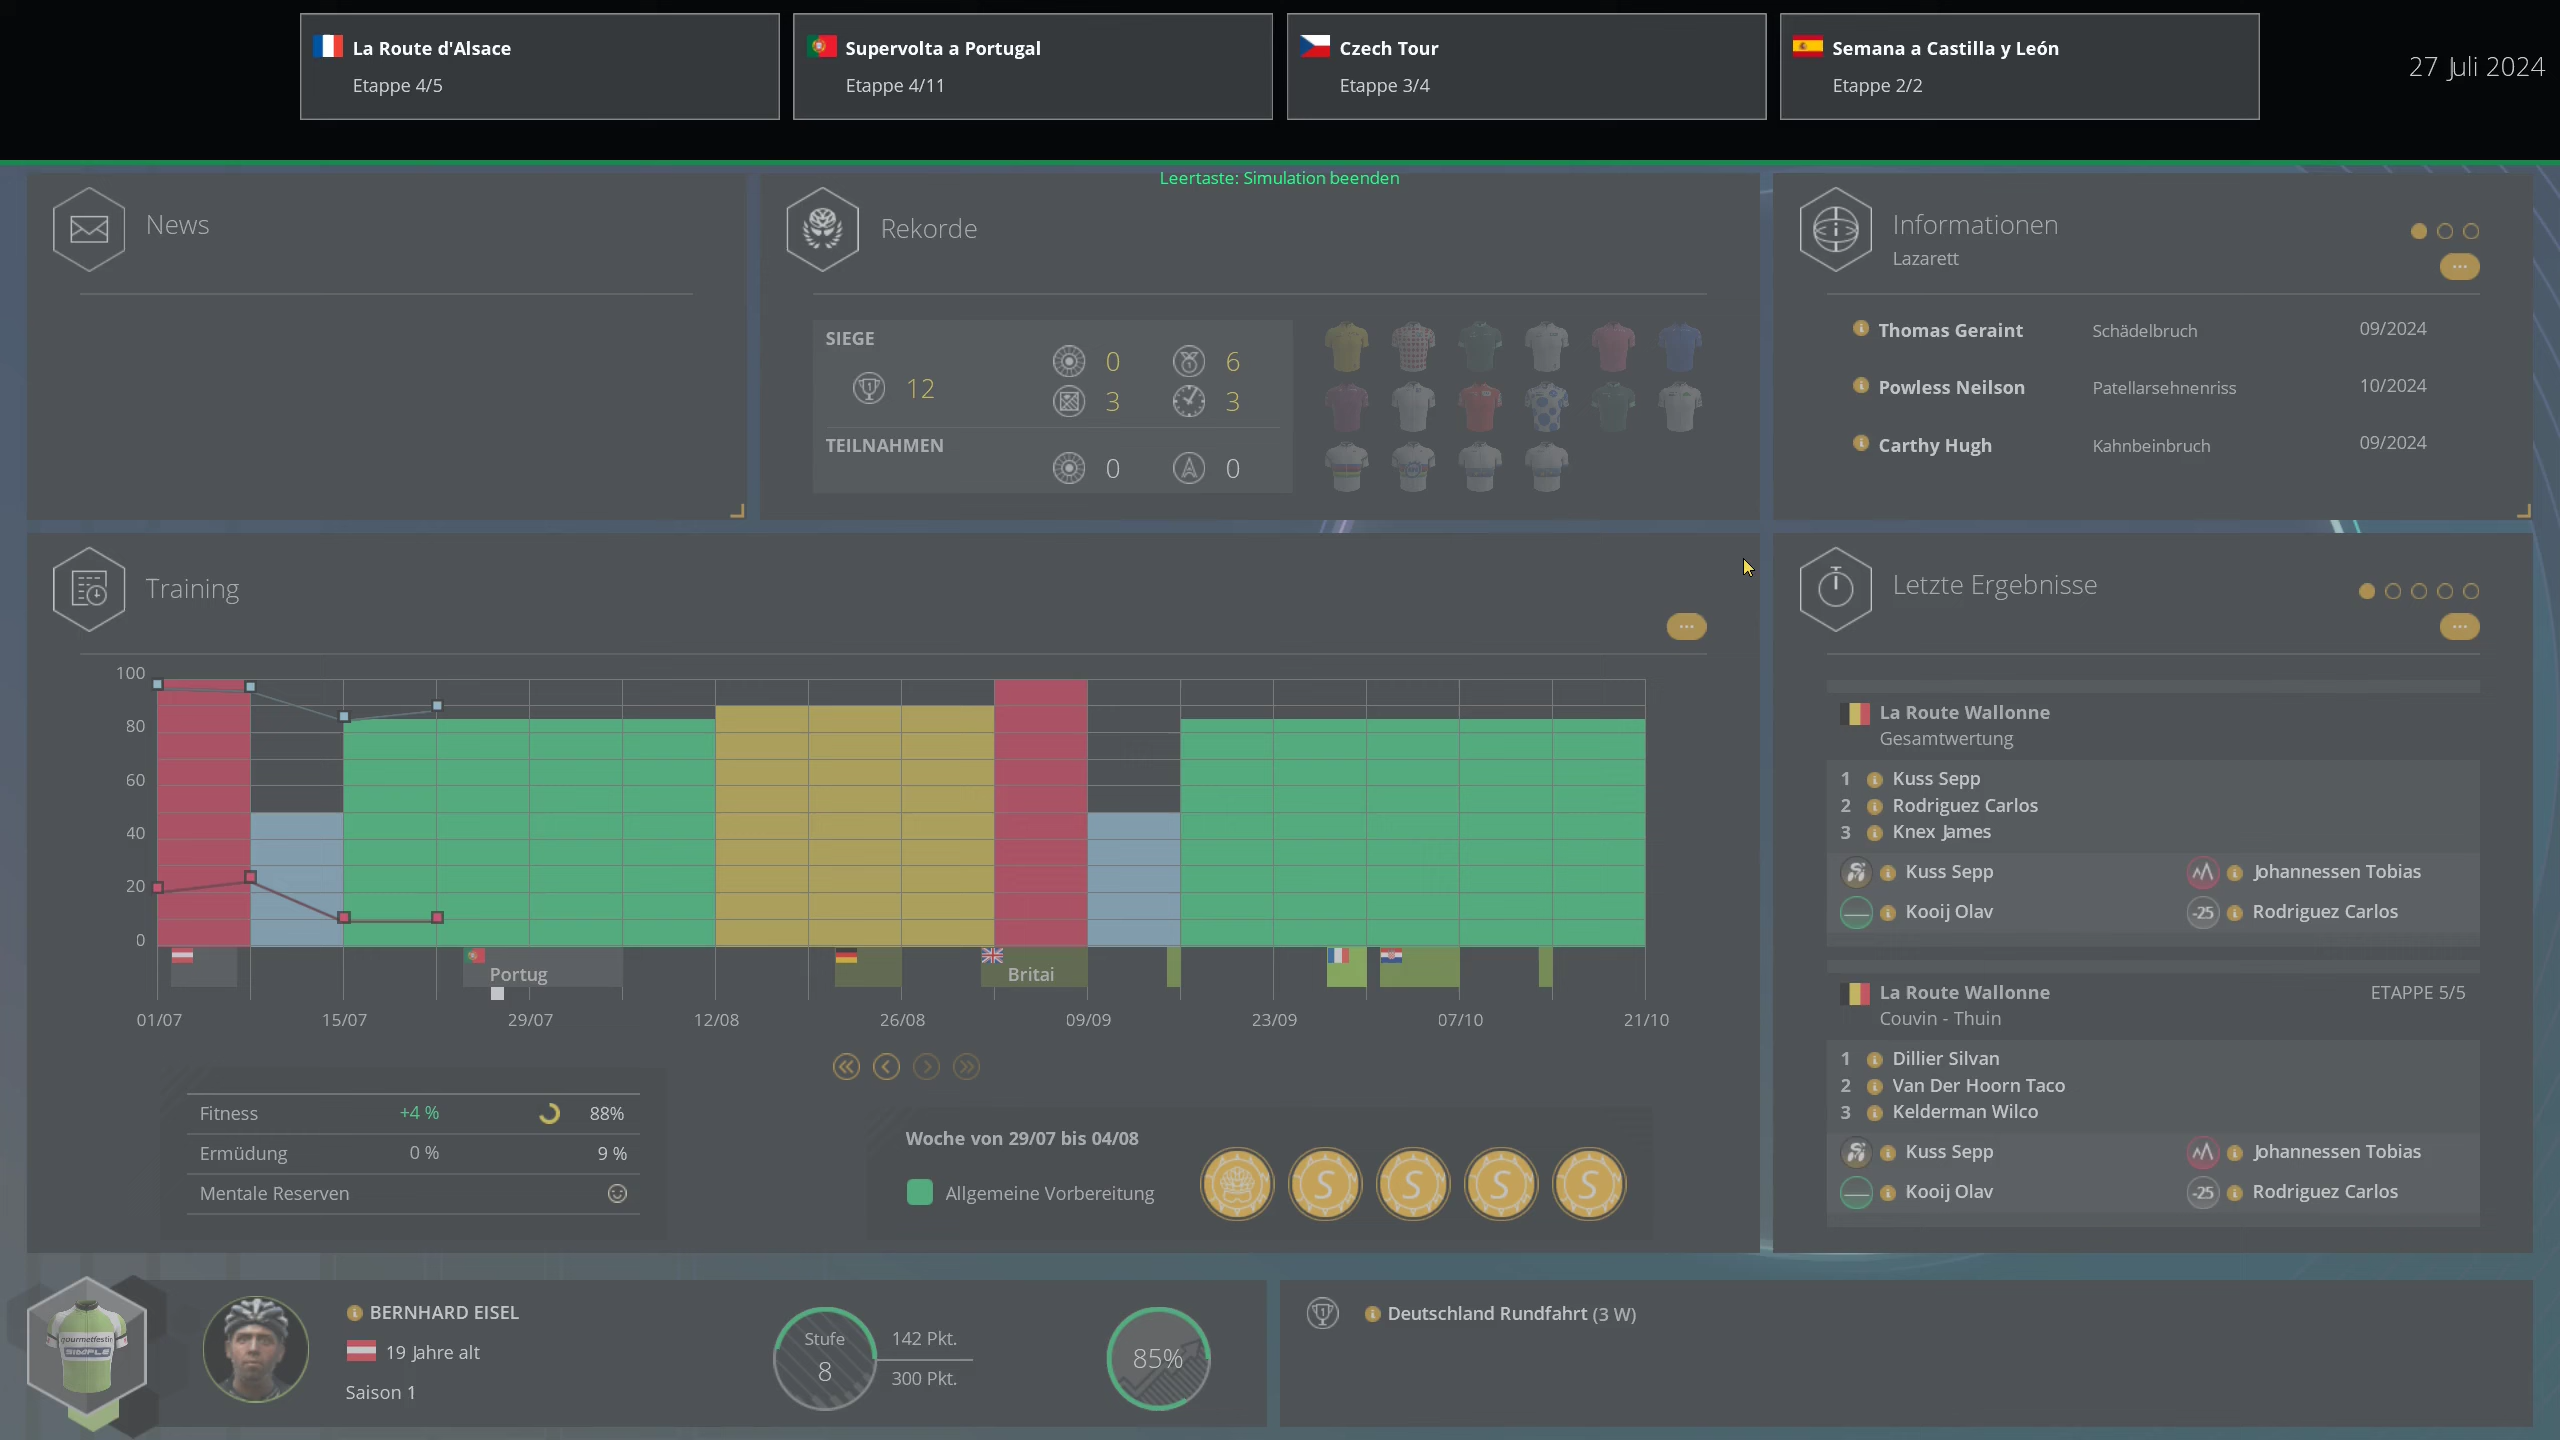 La Route d'Alsace
Etappe 4/5
Supervolta a Portugal
Etappe 4/11
Czech Tour
Etappe 3/4
Semana a Castilla y León
Etappe 2/2
27 Juli 2024
Leertaste: Simulation beenden
News
Rekorde
SIEGE
12
0
6
3
3
TEILNAHMEN
0
0
Informationen
Lazarett
Thomas Geraint Schädelbruch 09/2024
Powless Neilson Patellarsehnenriss 10/2024
Carthy Hugh Kahnbeinbruch 09/2024
Training
100
80
60
40
20
0
Portug
Britai
01/07 15/07 29/07 12/08 26/08 09/09 23/09 07/10 21/10
Fitness +4 % 88%
Ermüdung 0 % 9 %
Mentale Reserven
Woche von 29/07 bis 04/08
Allgemeine Vorbereitung
S S S S
Letzte Ergebnisse
La Route Wallonne
Gesamtwertung
1 Kuss Sepp
2 Rodriguez Carlos
3 Knex James
Kuss Sepp
Johannessen Tobias
Kooij Olav
-25 Rodriguez Carlos
La Route Wallonne ETAPPE 5/5
Couvin - Thuin
1 Dillier Silvan
2 Van Der Hoorn Taco
3 Kelderman Wilco
Kuss Sepp
Johannessen Tobias
Kooij Olav
-25 Rodriguez Carlos
BERNHARD EISEL
19 Jahre alt
Saison 1
Stufe
8
142 Pkt.
300 Pkt.
85%
Deutschland Rundfahrt (3 W)